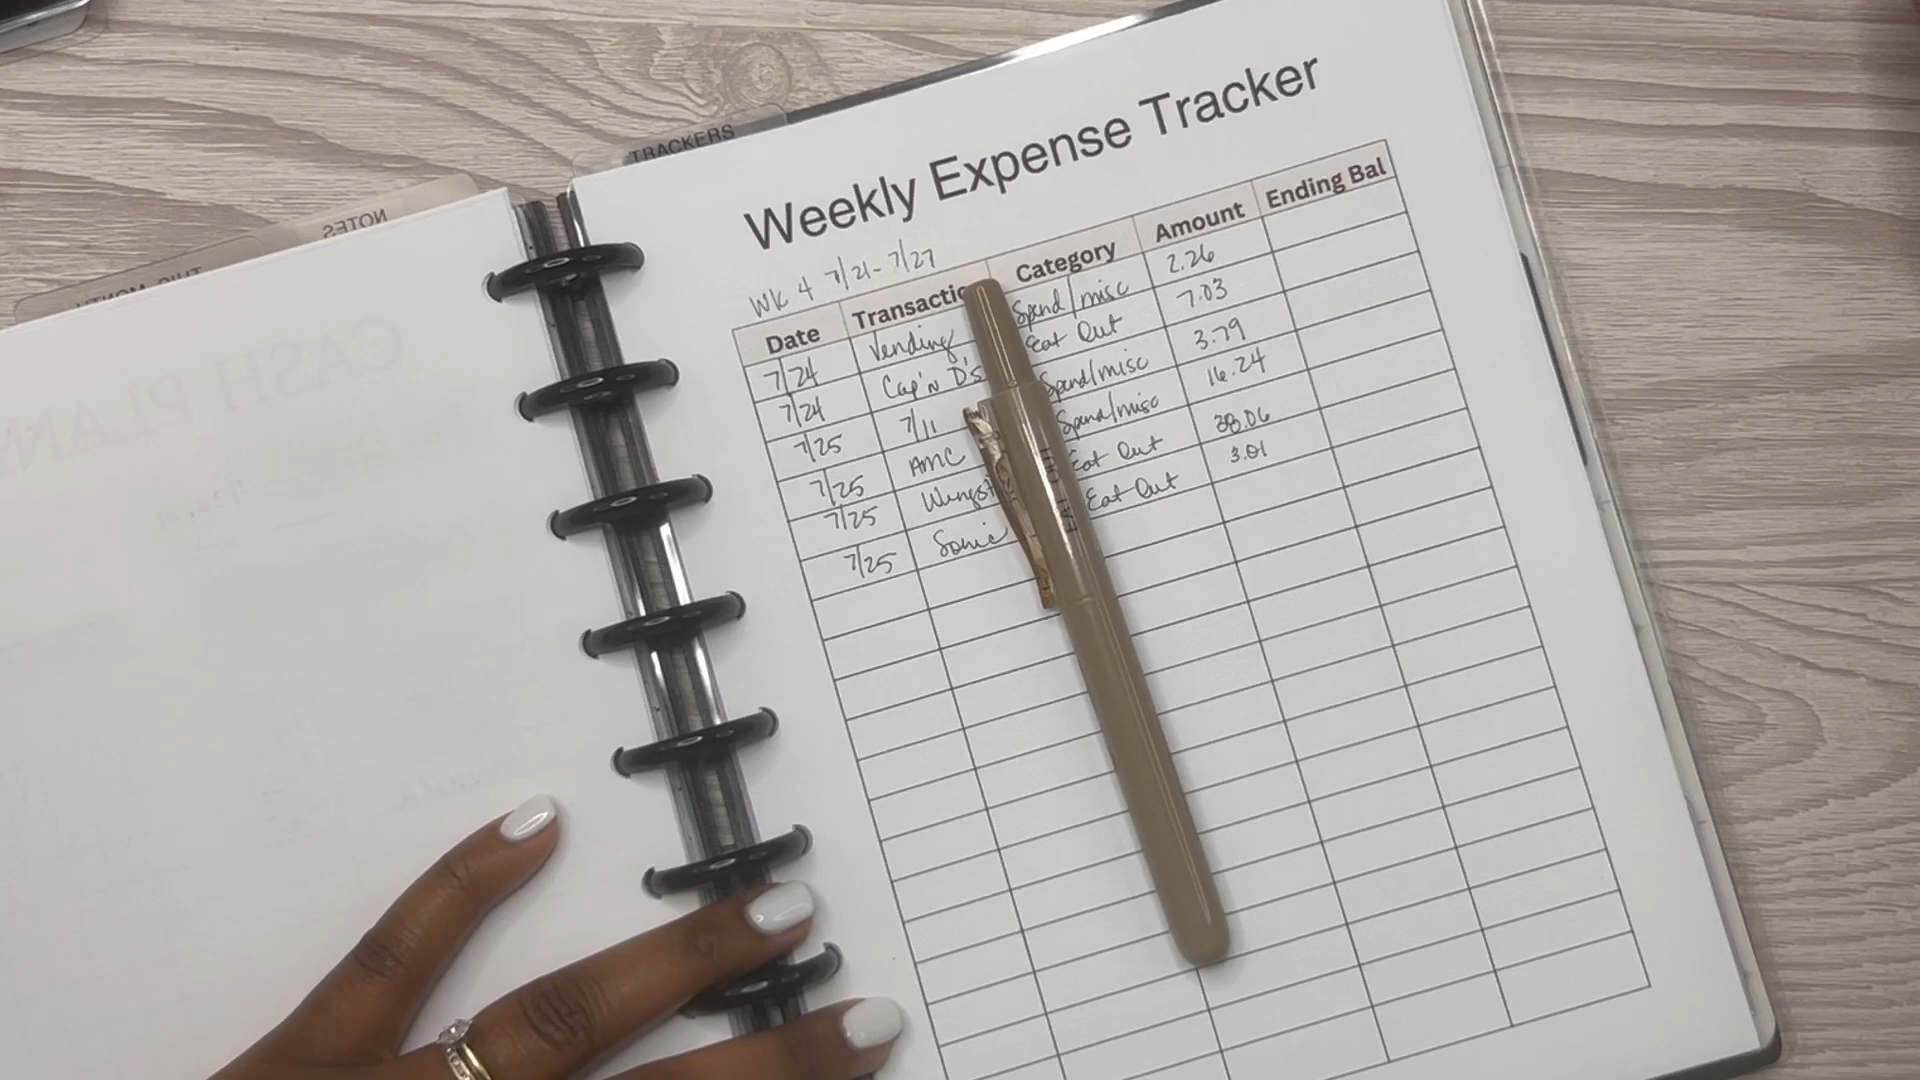 TRACKERS
NOTES
CASH PLAN
Weekly Expense Tracker
Wk 4 7/21-7/27
Date Transactio Category Amount Ending Bal
7/24 Vending Spend/misc 2.26
7/24 Cap'n D's Eat Out 7.03
7/25 7/11 Spend/misc 3.79
7/25 AMC Spend/misc 16.24
7/25 Wingst Eat Out 38.06
7/25 Sonic Eat Out 3.01